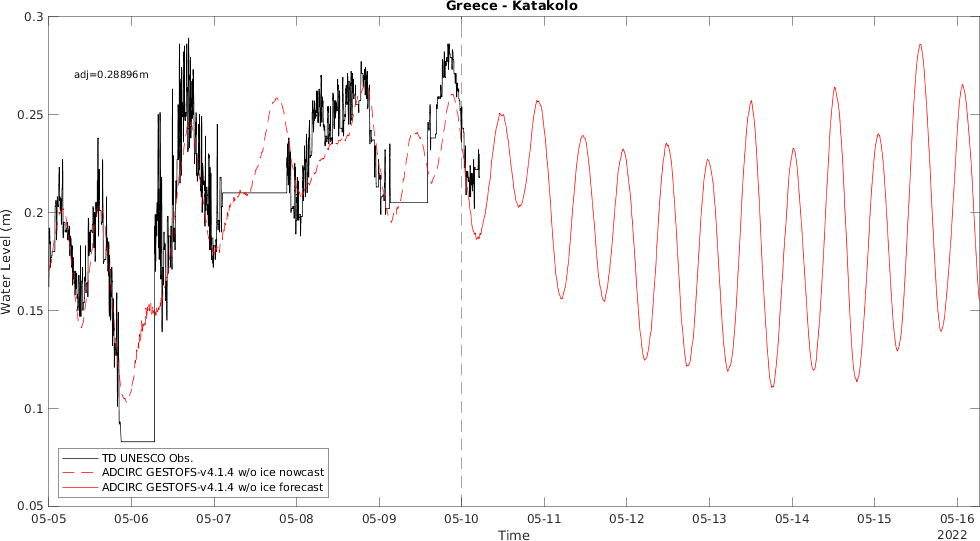 Greece - Katakolo
0.3
adj=0.28896m
0.25
0.2
Water Level (m)
0.15
0.1
TD UNESCO Obs.
ADCIRC GESTOFS-v4.1.4 w/o ice nowcast
ADCIRC GESTOFS-v4.1.4 w/o ice forecast
0.05
05-05 05-06 05-07 05-08 05-09 05-10 05-11 05-12 05-13 05-14 05-15 05-16
Time 2022